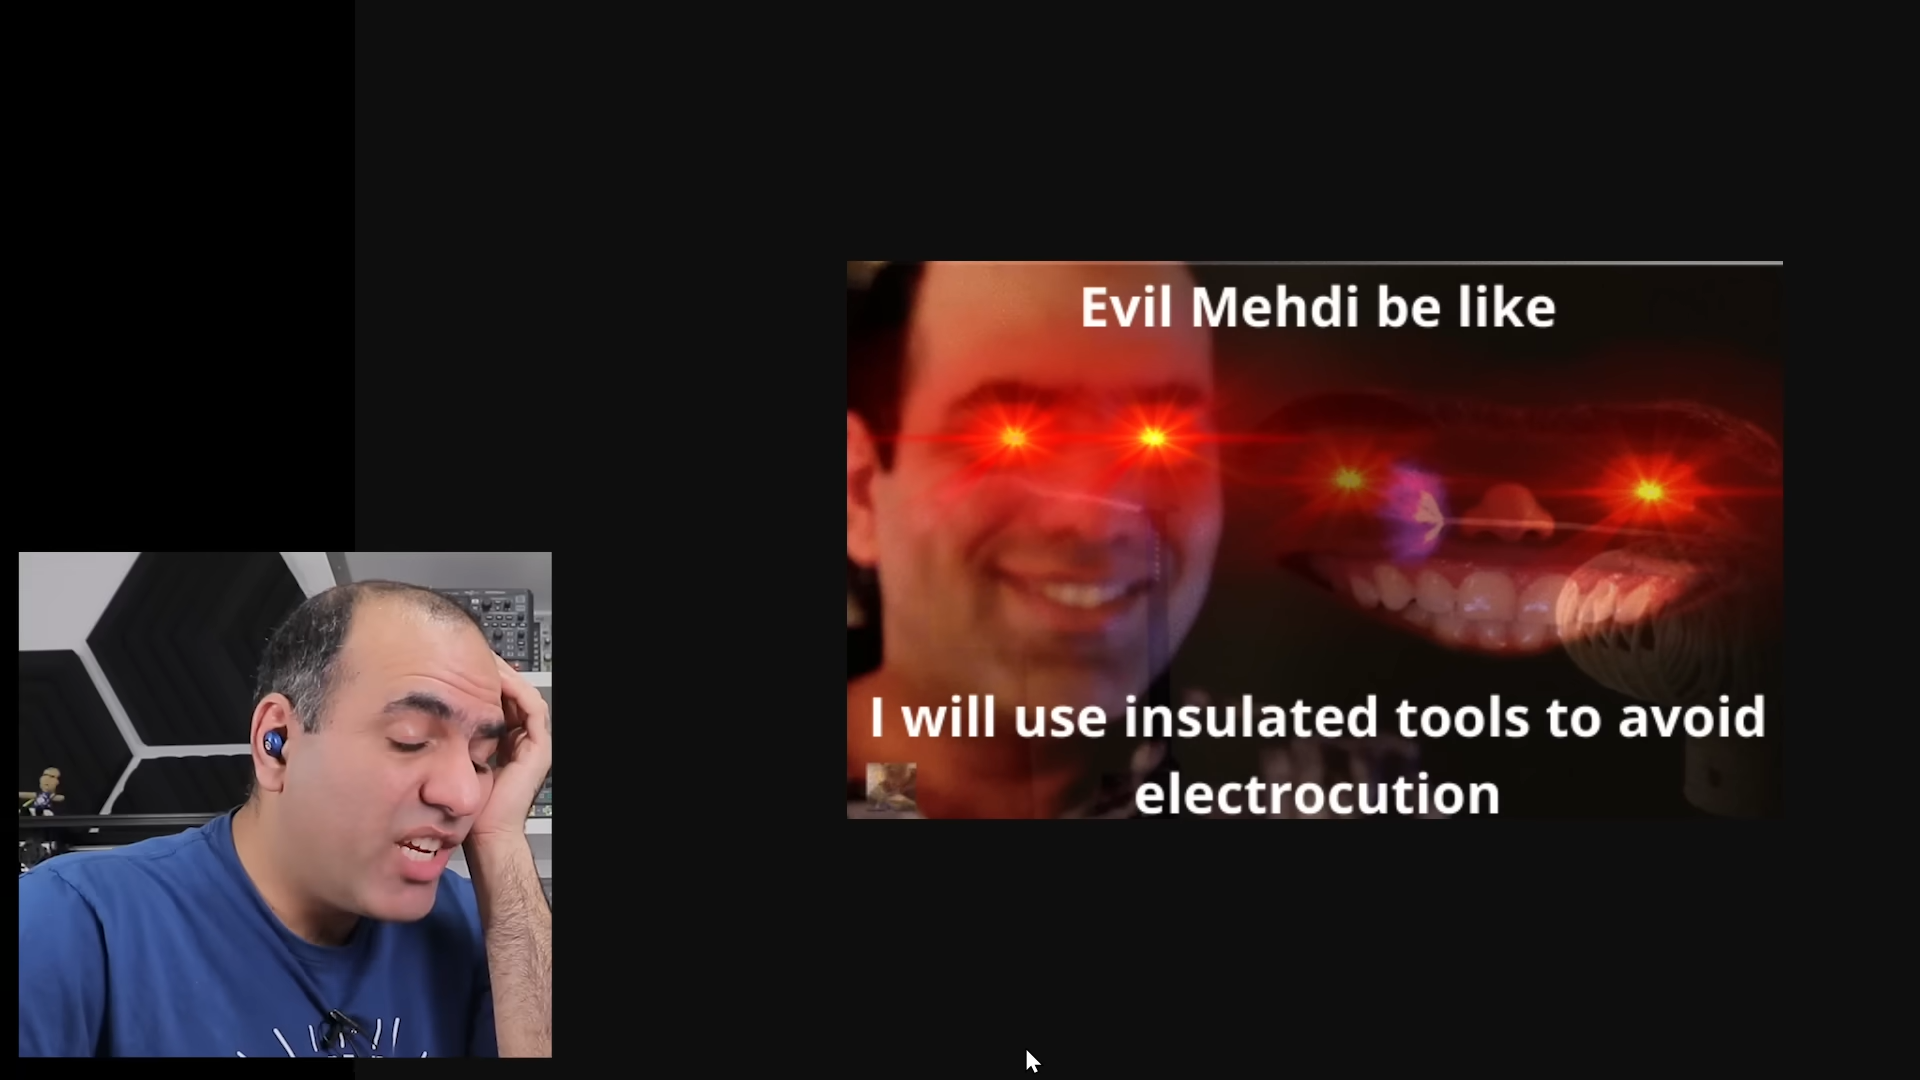 Evil Mehdi be like
I will use insulated tools to avoid
electrocution